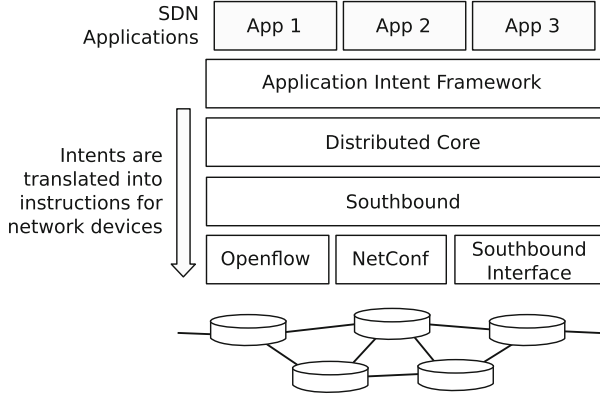 SDN
Applications
App 1
App 2
App 3
Application Intent Framework
Distributed Core
Intents are
translated into
instructions for
network devices
Southbound
Openflow
NetConf
Southbound
Interface